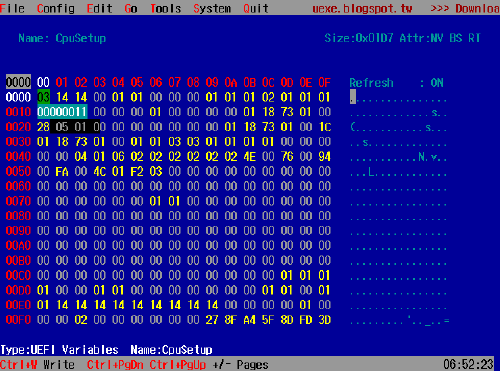 File Config Edit Go Tools System Quit uexe.blogspot.tw >>> Downloa
Name: CpuSetup Size:0x01D7 Attr:NV BS RT
0000 00 01 02 03 04 05 06 07 08 09 0A 0B 0C 0D 0E 0F Refresh : ON
0000 03 14 14 00 01 01 00 00 00 01 01 01 02 01 01 01 ................
0010 00000011 00 00 00 01 00 00 00 00 01 18 73 01 00 ..............s.
0020 28 05 01 00 00 00 00 00 00 00 01 18 73 01 00 1C (............s..
0030 01 18 73 01 00 01 01 03 03 01 01 01 01 00 00 00 ..s.............
0040 00 00 04 01 06 02 02 02 02 02 02 4E 00 76 00 94 ...........N.v..
0050 00 FA 00 4C 01 F2 03 00 00 00 00 00 00 00 00 00 ...L............
0060 00 00 00 00 00 00 00 00 00 00 00 00 00 00 00 00 ................
0070 00 00 00 00 00 00 01 01 00 00 00 00 00 00 00 00 ................
0080 00 00 00 00 00 00 00 00 00 00 00 00 00 00 00 00 ................
0090 00 00 00 00 00 00 00 00 00 00 00 00 00 00 00 00 ................
00A0 00 00 00 00 00 00 00 00 00 00 00 00 00 00 00 00 ................
00B0 00 00 00 00 00 00 00 00 00 00 00 00 00 00 00 00 ................
00C0 00 00 00 00 00 00 00 00 00 00 00 00 00 01 01 01 ................
00D0 01 00 00 01 01 00 00 00 00 00 00 01 01 00 00 01 ................
00E0 01 14 14 14 14 14 14 14 14 14 00 00 00 00 01 00 ................
00F0 00 00 02 00 00 00 00 00 00 27 8F A4 5F 8D FD 3D .........'.._..=
Type:UEFI Variables Name:CpuSetup
Ctrl+W Write Ctrl+PgDn Ctrl+PgUp +/- Pages 06:52:23